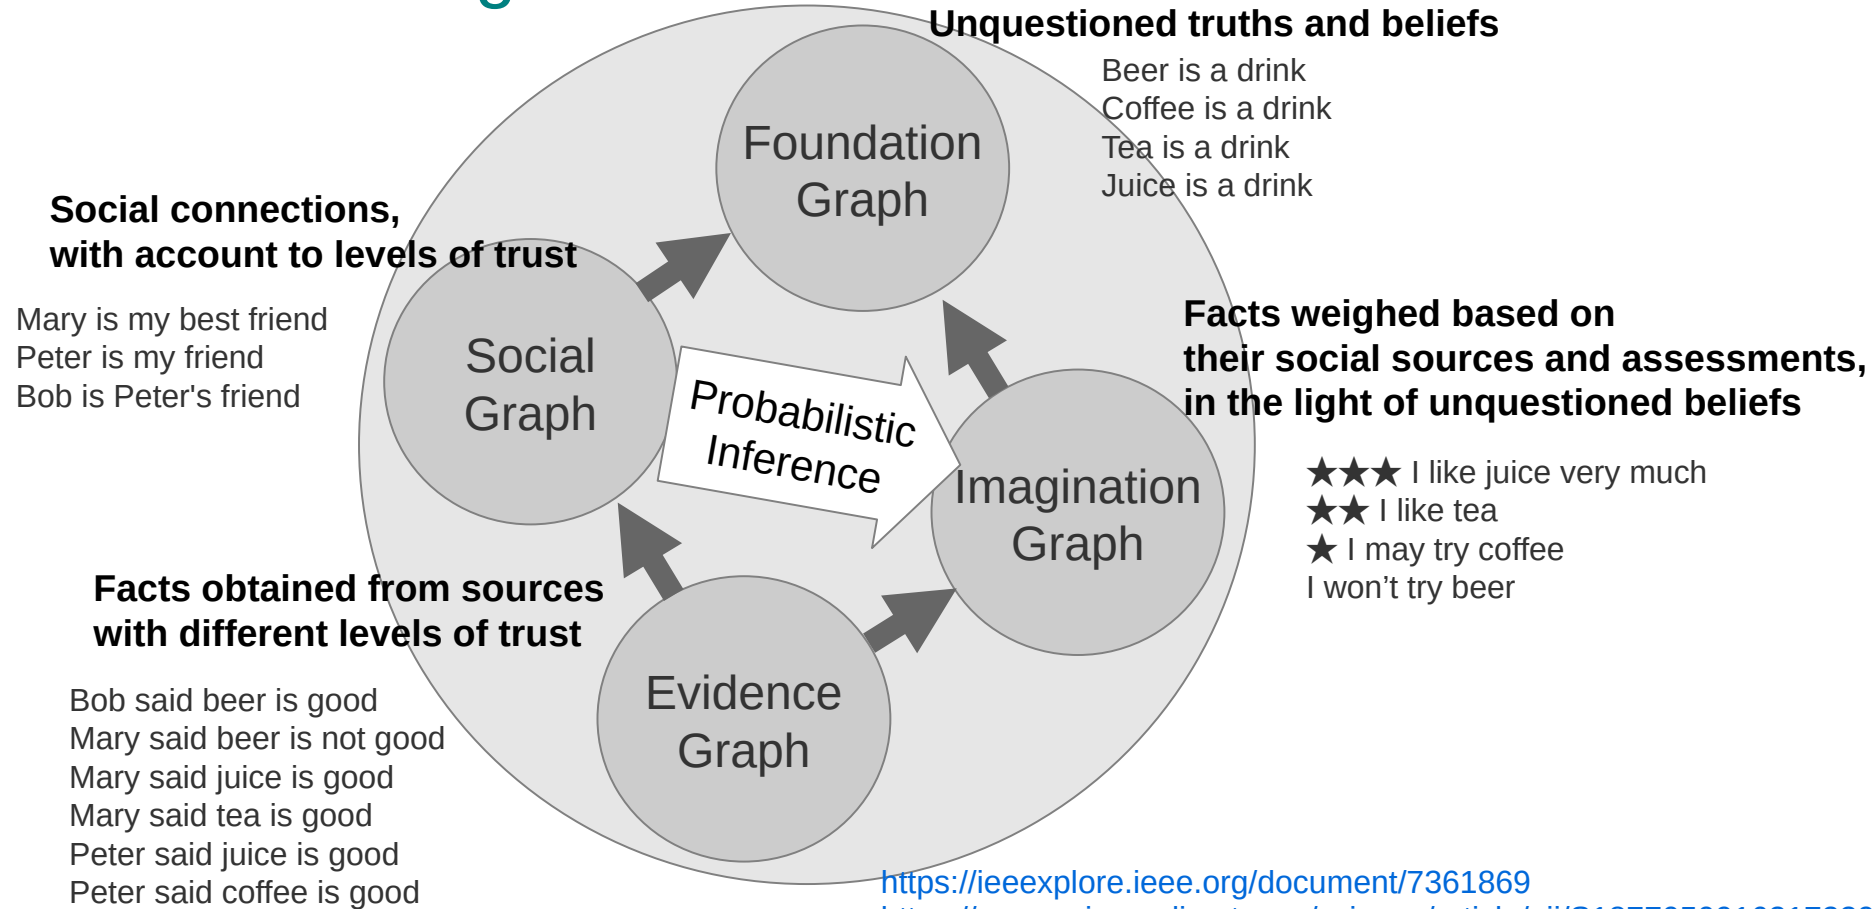 Unquestioned truths and beliefs
Beer is a drink
Coffee is a drink
Tea is a drink
Juice is a drink
Foundation
Graph
Social connections,
with account to levels of trust
Mary is my best friend
Peter is my friend
Bob is Peter's friend
Social
Graph
Probabilistic
Inference
Facts weighed based on
their social sources and assessments,
in the light of unquestioned beliefs
★★★ I like juice very much
★★ I like tea
★ I may try coffee
I won’t try beer
Imagination
Graph
Facts obtained from sources
with different levels of trust
Bob said beer is good
Mary said beer is not good
Mary said juice is good
Mary said tea is good
Peter said juice is good
Peter said coffee is good
Evidence
Graph
https://ieeexplore.ieee.org/document/7361869